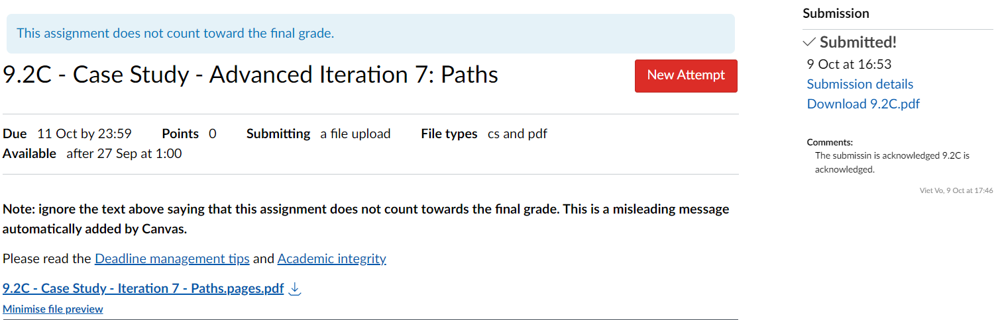 This assignment does not count toward the final grade.
9.2C - Case Study - Advanced Iteration 7: Paths
New Attempt
Due 11 Oct by 23:59 Points 0 Submitting a file upload File types cs and pdf
Available after 27 Sep at 1:00
Note: ignore the text above saying that this assignment does not count towards the final grade. This is a misleading message
automatically added by Canvas.
Please read the Deadline management tips and Academic integrity
9.2C - Case Study - Iteration 7 - Paths.pages.pdf
Minimise file preview
Submission
Submitted!
9 Oct at 16:53
Submission details
Download 9.2C.pdf
Comments:
The submissin is acknowledged 9.2C is
acknowledged.
Viet Vo, 9 Oct at 17:46